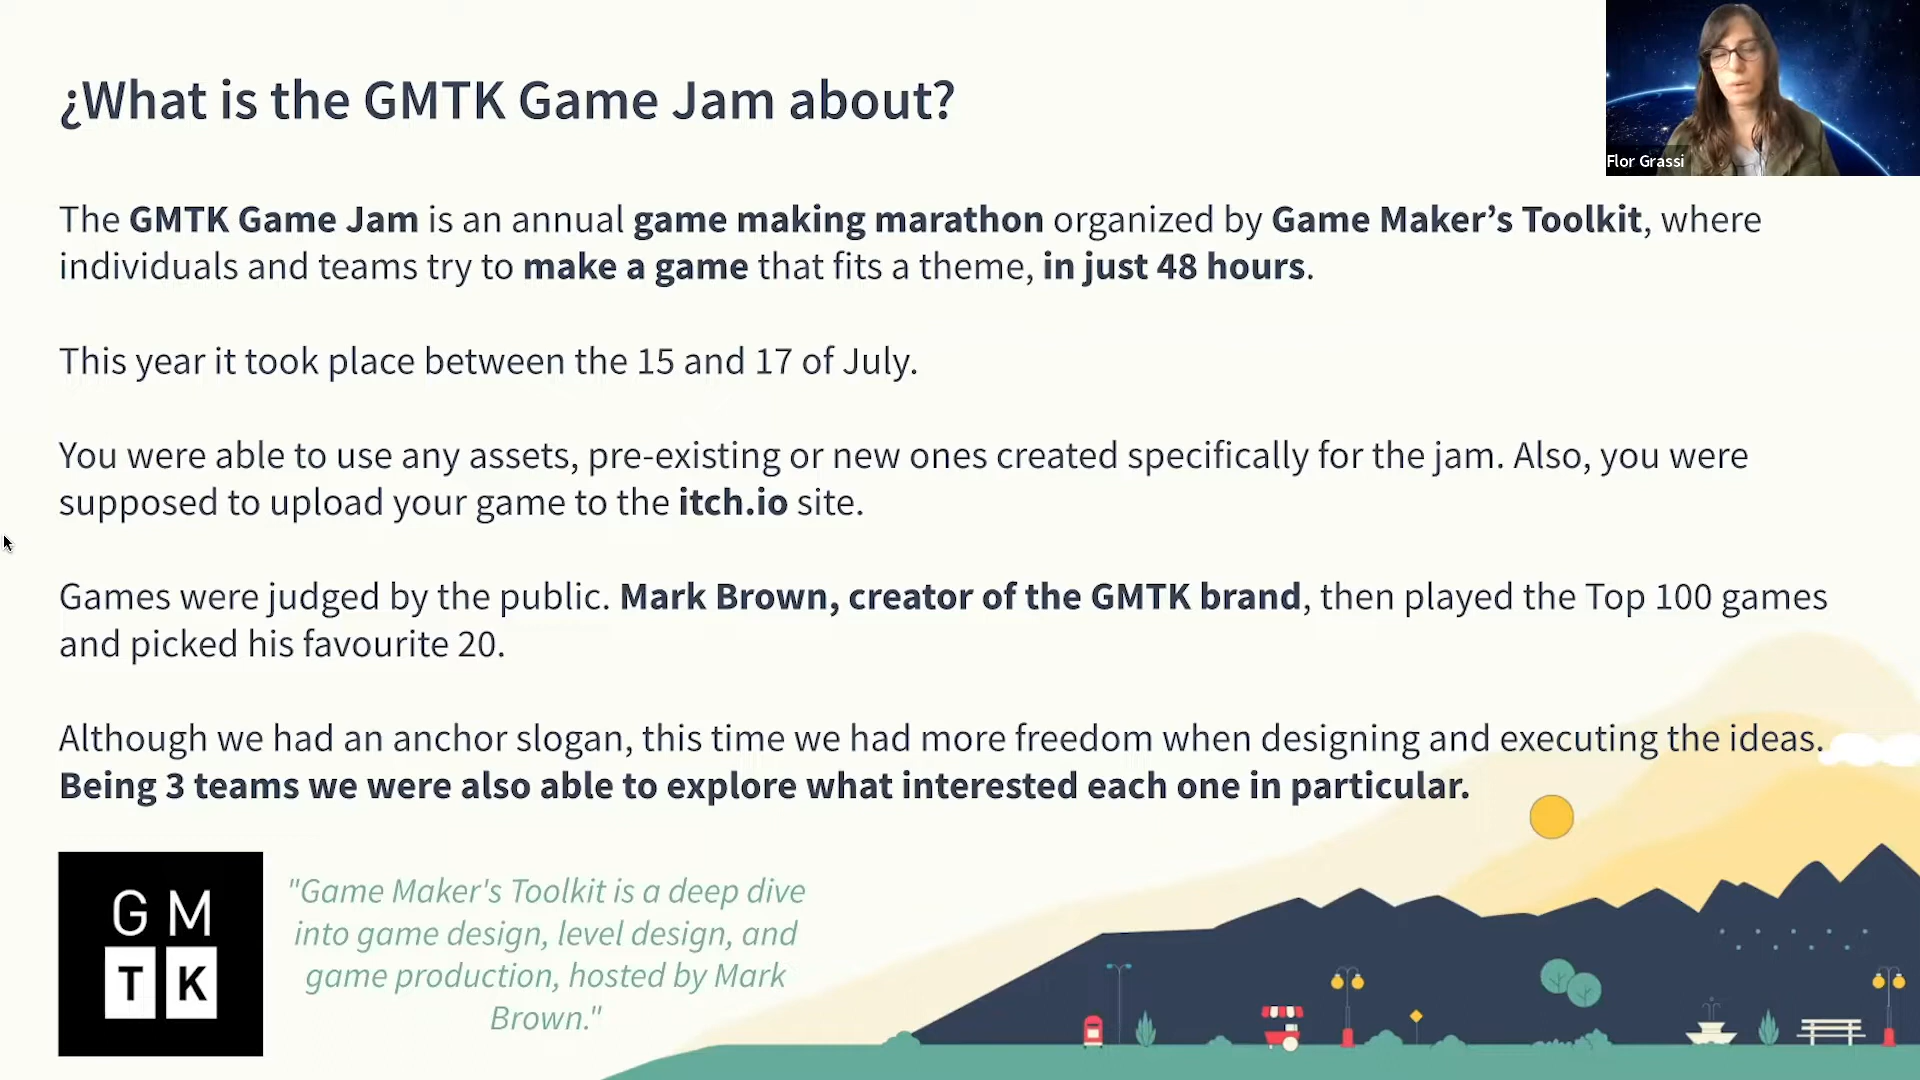 ¿What is the GMTK Game Jam about?
Flor Grassi
The GMTK Game Jam is an annual game making marathon organized by Game Maker’s Toolkit, where
individuals and teams try to make a game that fits a theme, in just 48 hours.
This year it took place between the 15 and 17 of July.
You were able to use any assets, pre-existing or new ones created specifically for the jam. Also, you were
supposed to upload your game to the itch.io site.
Games were judged by the public. Mark Brown, creator of the GMTK brand, then played the Top 100 games
and picked his favourite 20.
Although we had an anchor slogan, this time we had more freedom when designing and executing the ideas.
Being 3 teams we were also able to explore what interested each one in particular.
G M
T K
"Game Maker's Toolkit is a deep dive
into game design, level design, and
game production, hosted by Mark
Brown."